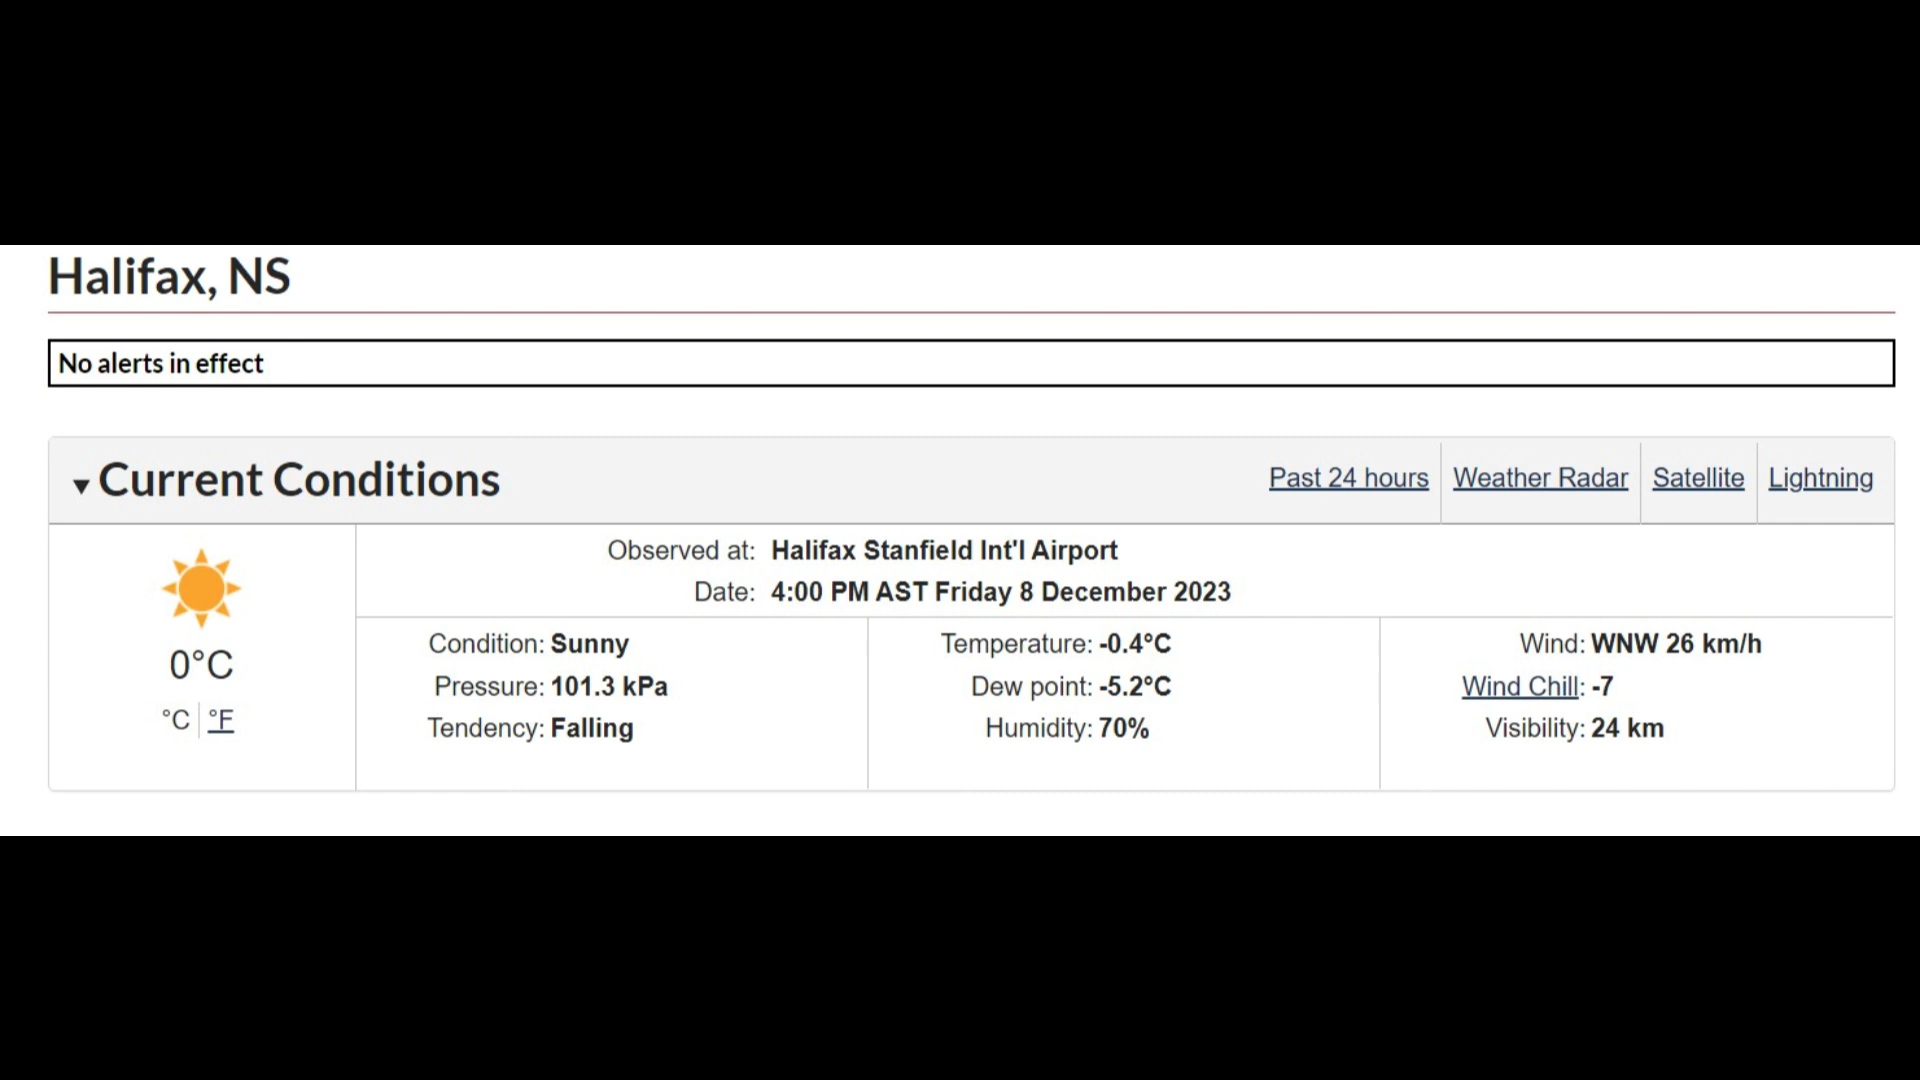 Halifax, NS
No alerts in effect
▼ Current Conditions
Past 24 hours
Weather Radar
Satellite
Lightning
0°C
°C
°F
Observed at: Halifax Stanfield Int'l Airport
Date: 4:00 PM AST Friday 8 December 2023
Condition: Sunny
Pressure: 101.3 kPa
Tendency: Falling
Temperature: -0.4°C
Dew point: -5.2°C
Humidity: 70%
Wind: WNW 26 km/h
Wind Chill: -7
Visibility: 24 km